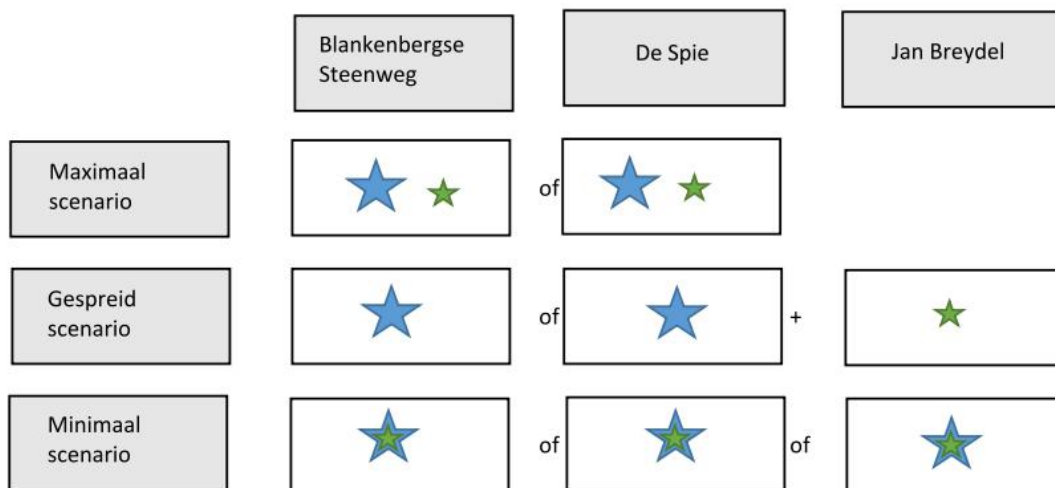 Blankenbergse
Steenweg
De Spie
Jan Breydel
Maximaal
scenario
of
Gespreid
scenario
of
+
Minimaal
scenario
of
of